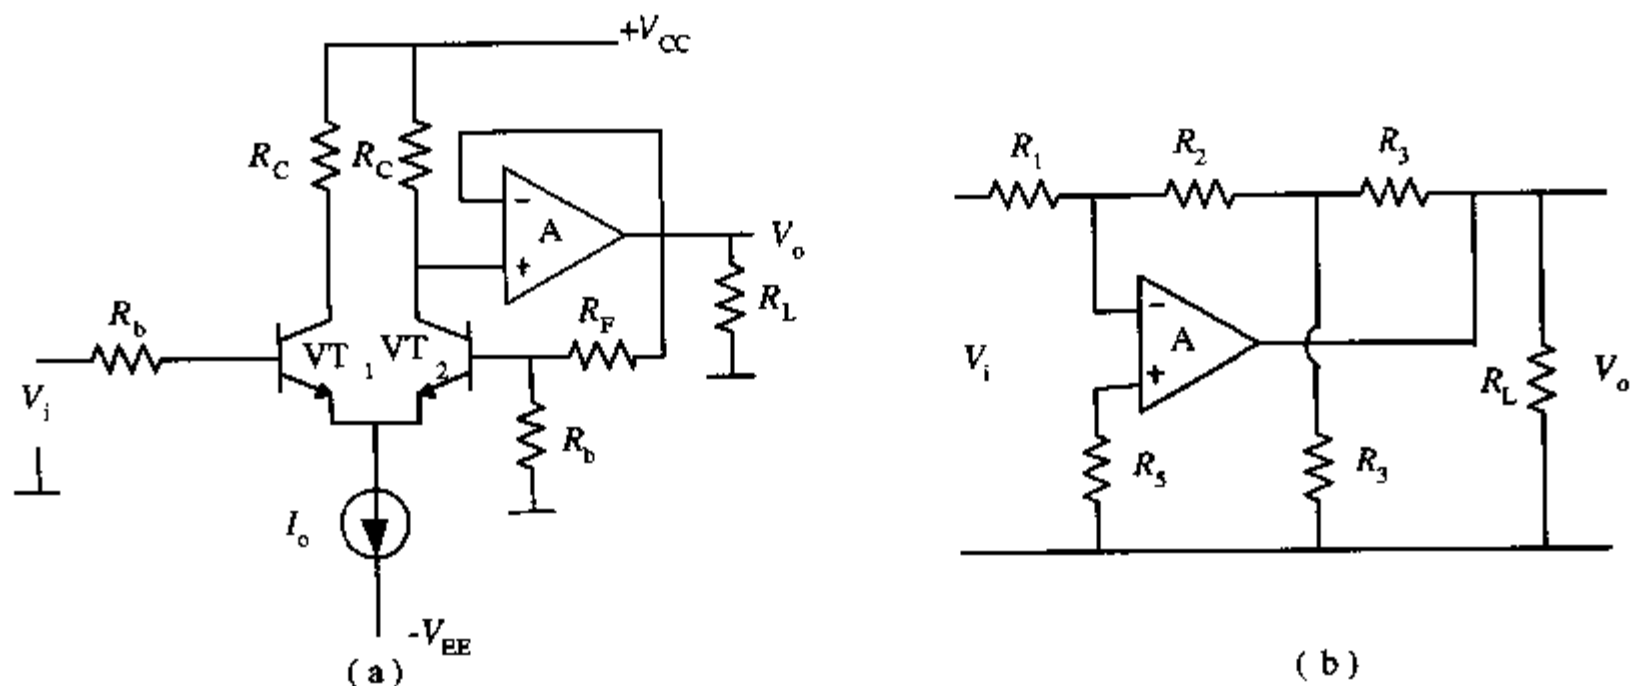 +V_CC
R_C
R_C
-
A
+
V_o
R_L
R_b
VT_1
VT_2
R_F
V_i
R_b
I_o
-V_EE
(a)
R_1
R_2
R_3
-
A
+
V_i
R_5
R_3
R_L
V_o
(b)